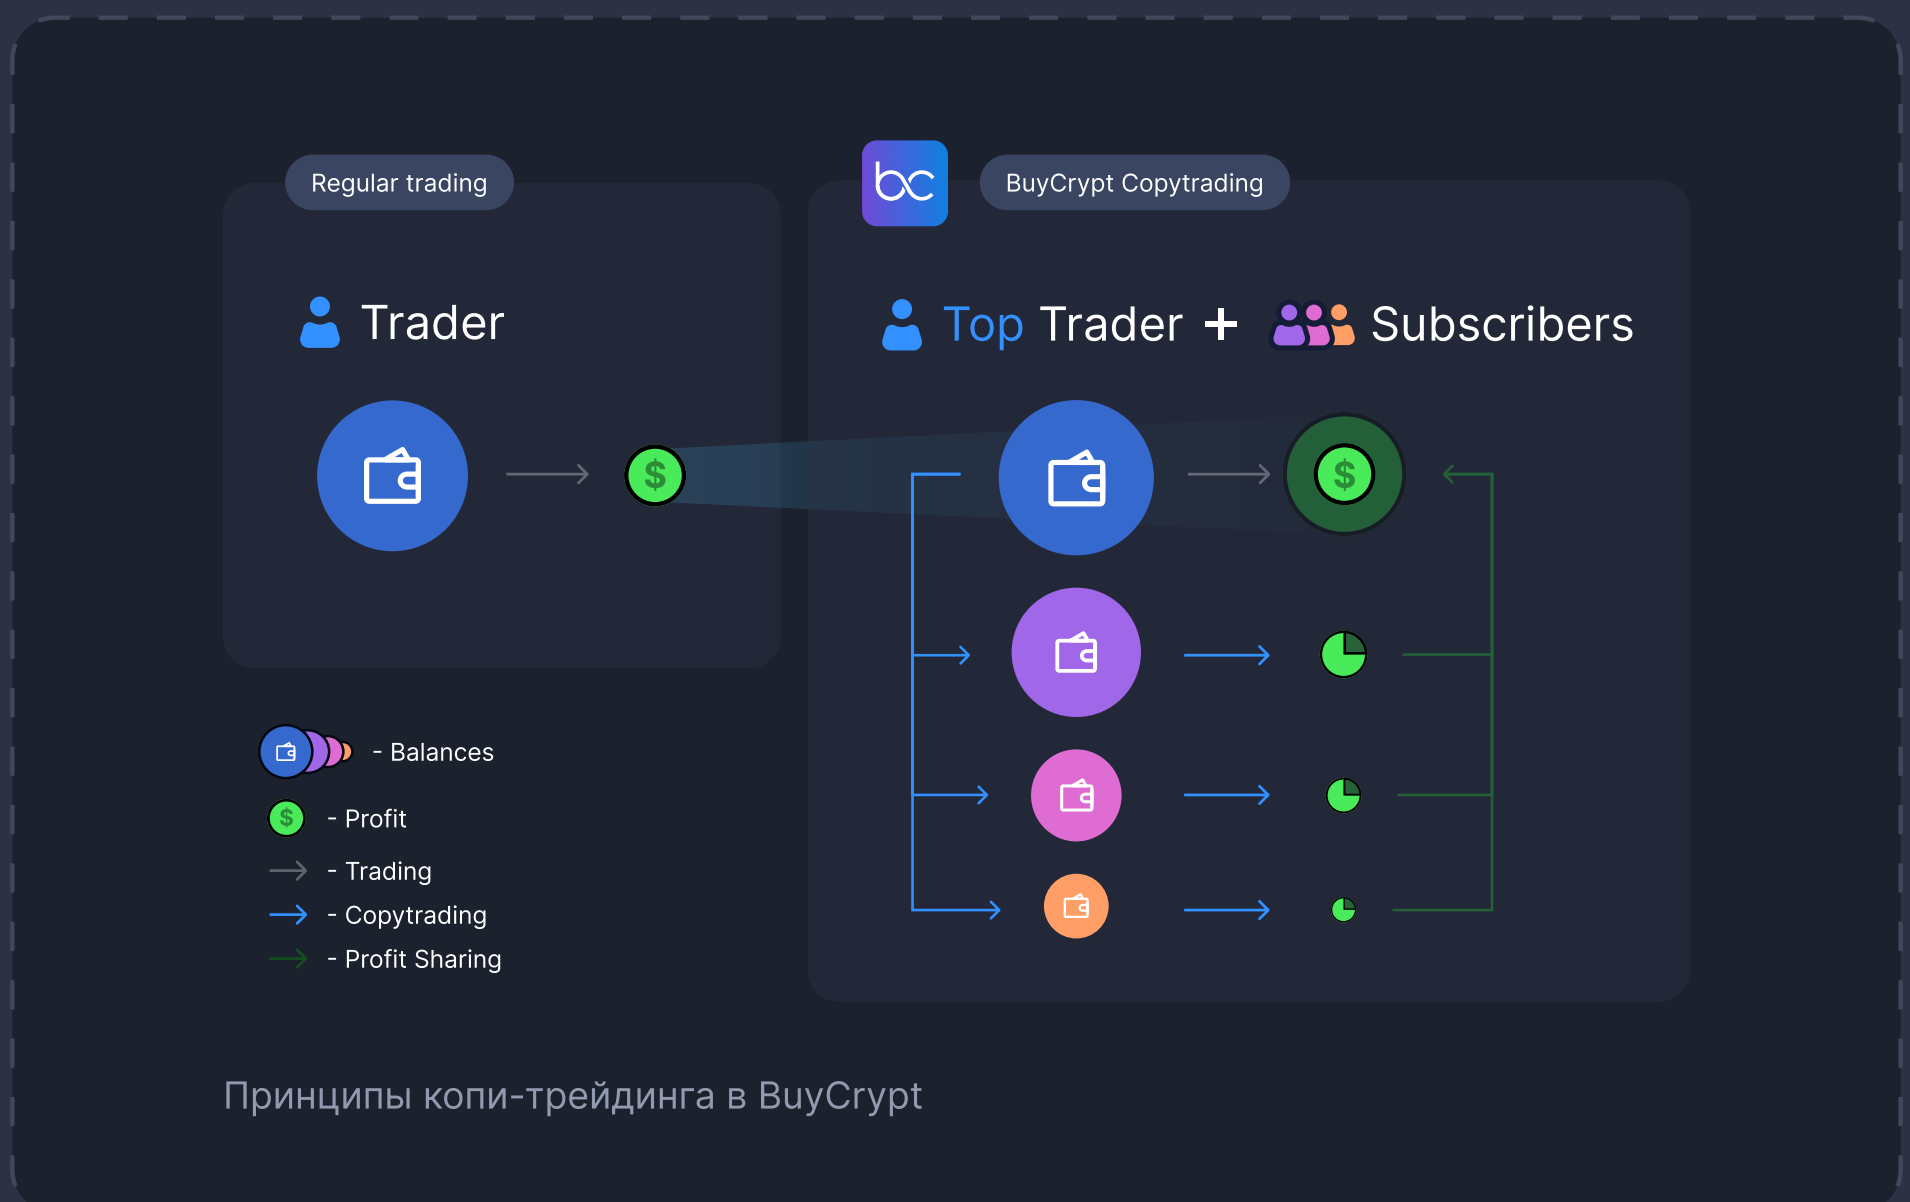 Regular trading
Trader
$
bc
BuyCrypt Copytrading
Top Trader + Subscribers
$
- Balances
$ - Profit
- Trading
- Copytrading
- Profit Sharing
Принципы копи-трейдинга в BuyCrypt